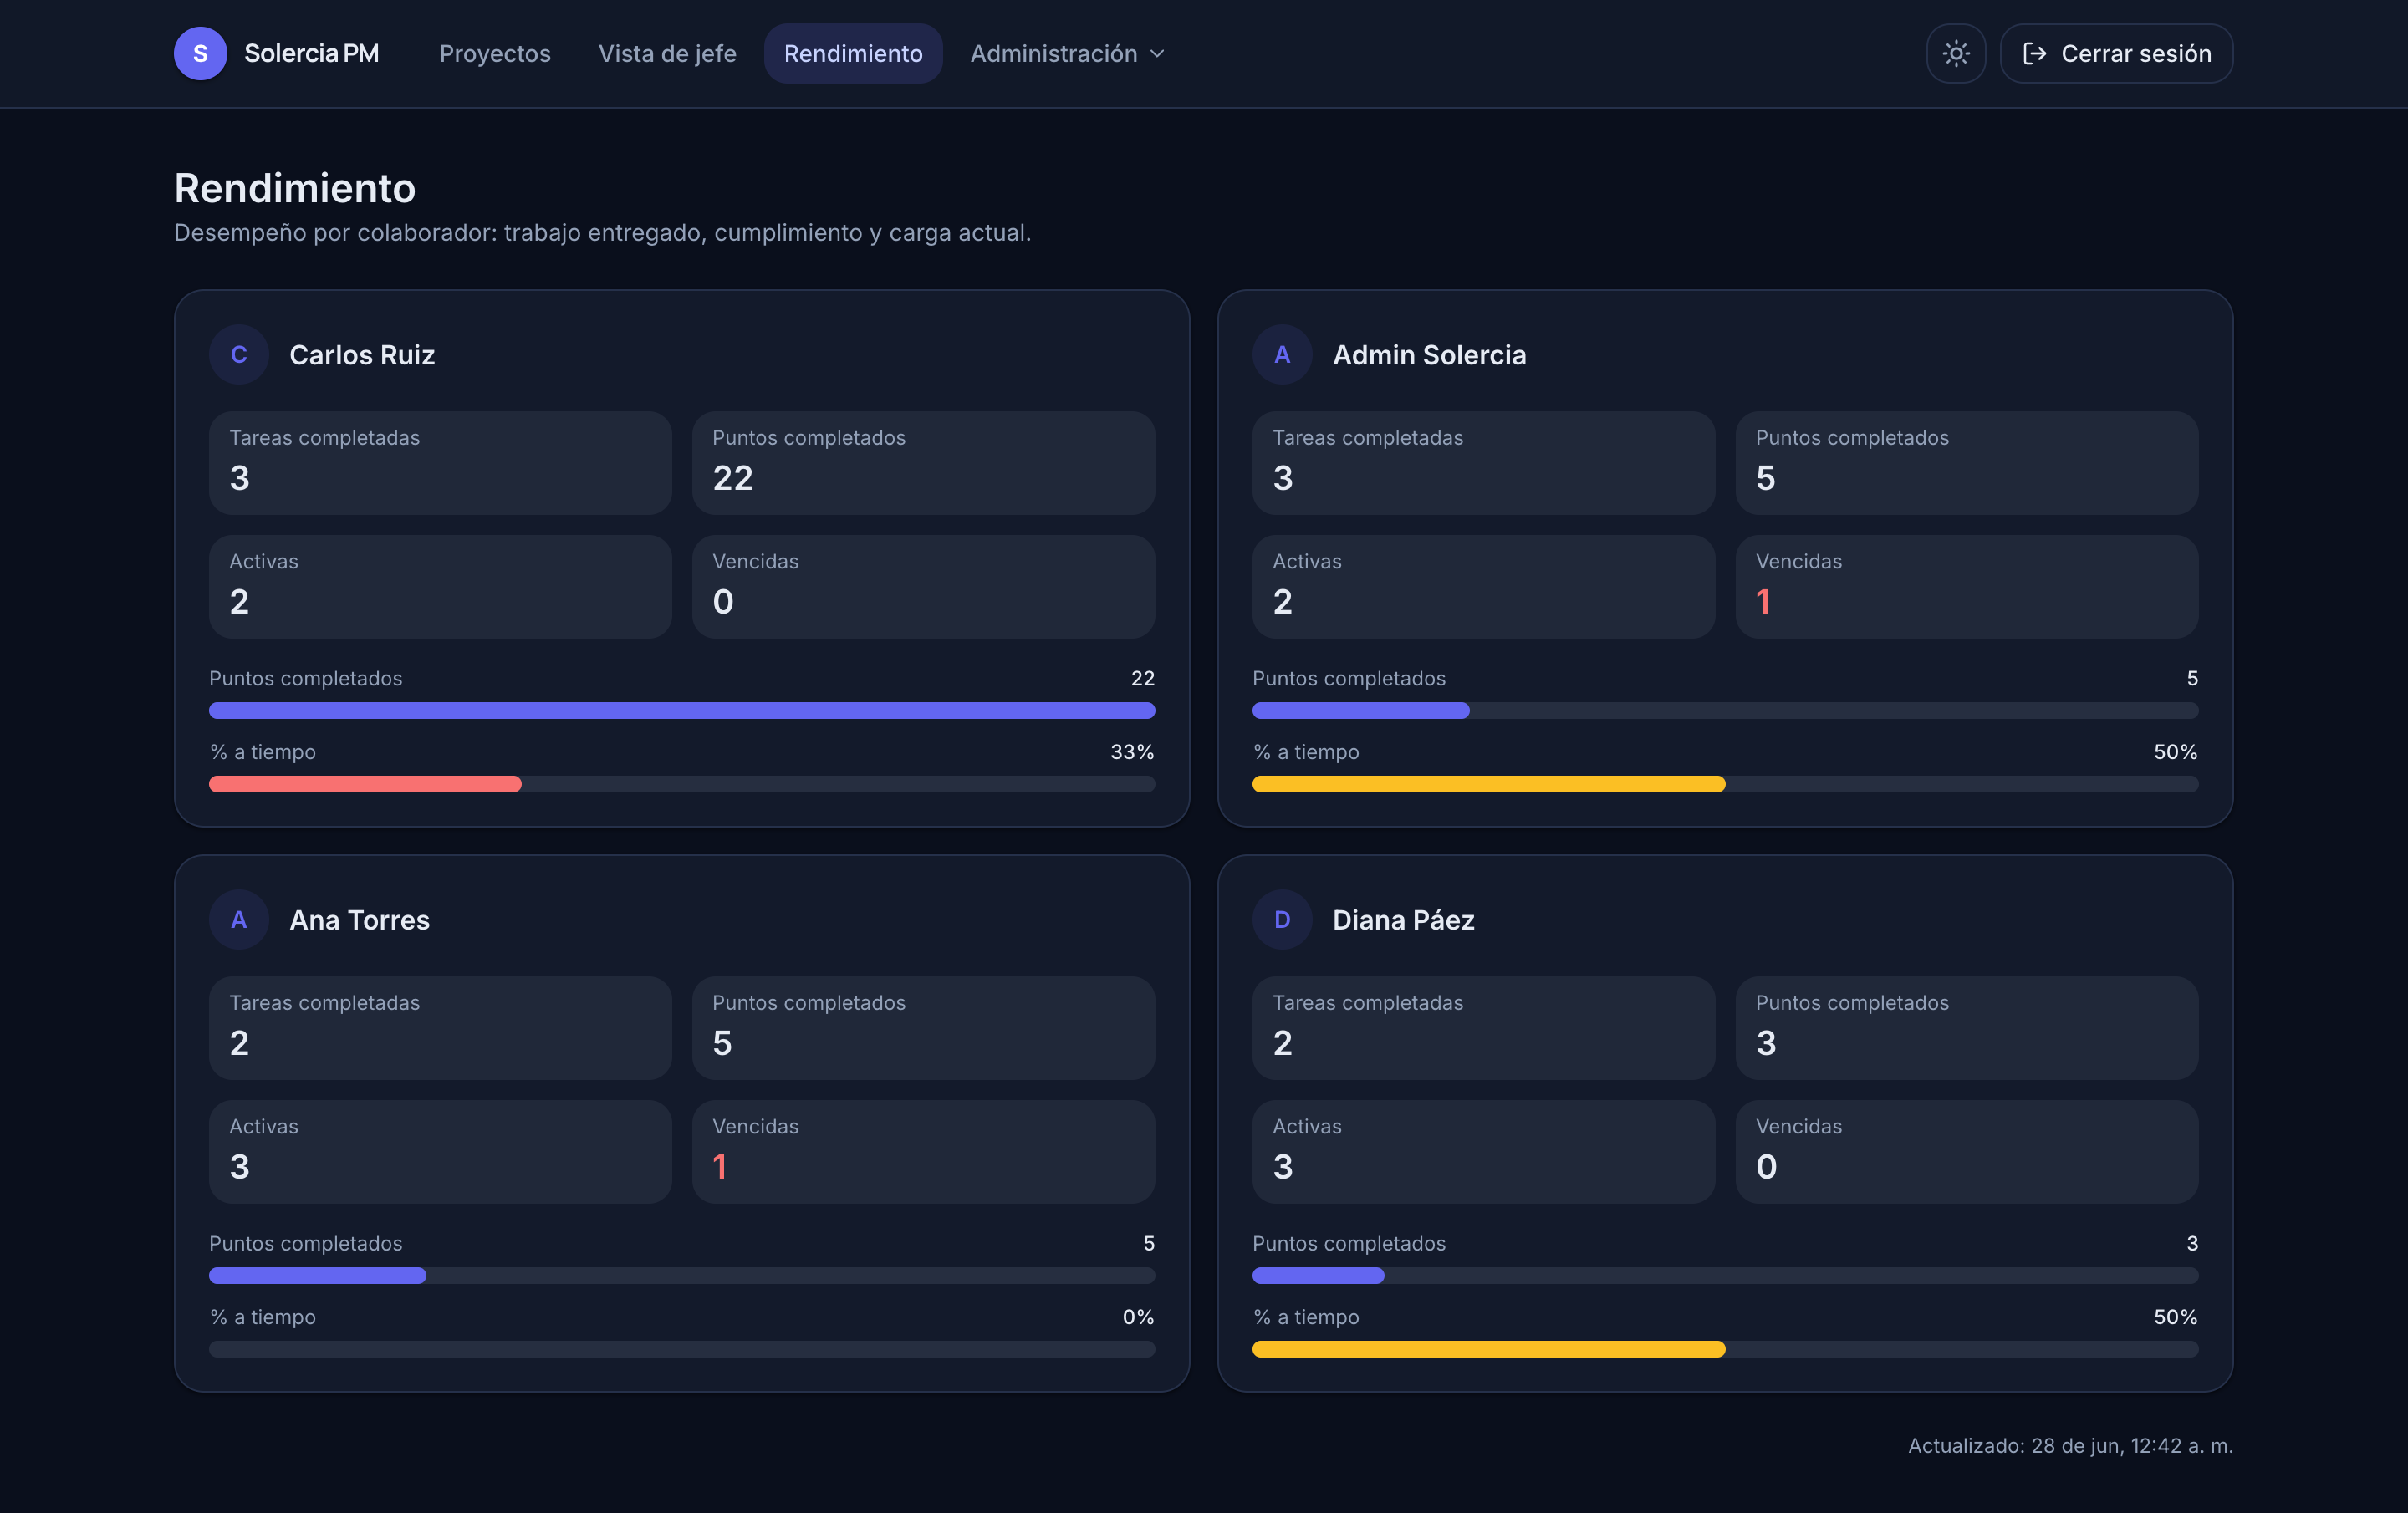 S Solercia PM Proyectos Vista de jefe Rendimiento Administración Cerrar sesión
Rendimiento
Desempeño por colaborador: trabajo entregado, cumplimiento y carga actual.
C Carlos Ruiz
Tareas completadas Puntos completados
3 22
Activas Vencidas
2 0
Puntos completados 22
% a tiempo 33%
A Admin Solercia
Tareas completadas Puntos completados
3 5
Activas Vencidas
2 1
Puntos completados 5
% a tiempo 50%
A Ana Torres
Tareas completadas Puntos completados
2 5
Activas Vencidas
3 1
Puntos completados 5
% a tiempo 0%
D Diana Páez
Tareas completadas Puntos completados
2 3
Activas Vencidas
3 0
Puntos completados 3
% a tiempo 50%
Actualizado: 28 de jun, 12:42 a. m.